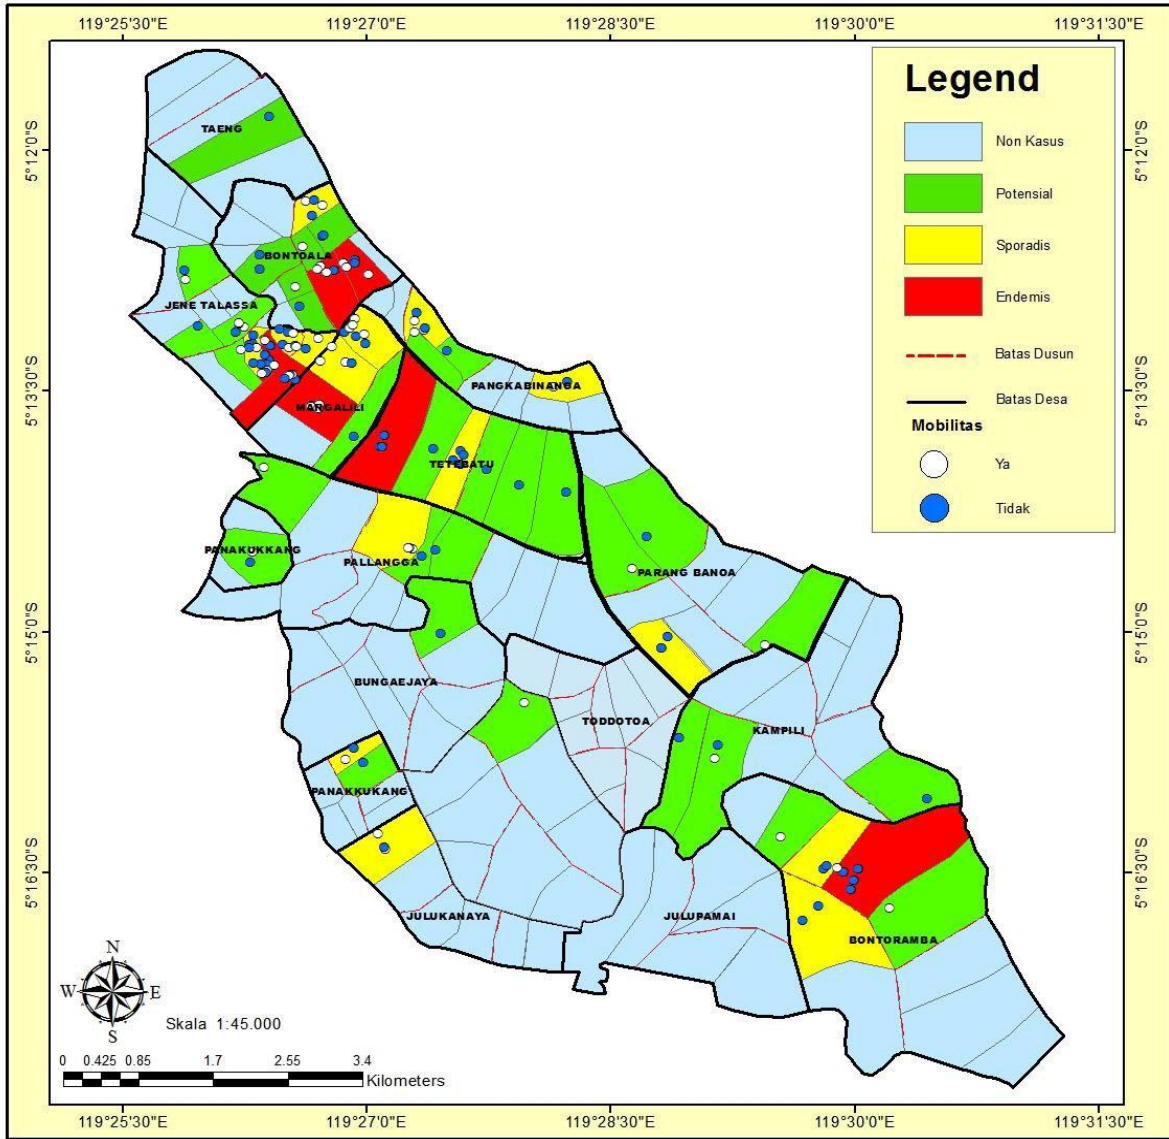 119°25'30"E 119°27'0"E 119°28'30"E 119°30'0"E 119°31'30"E
5°12'0"S
5°13'30"S
5°15'0"S
5°16'30"S
Legend
Non Kasus
Potensial
Sporadis
Endemis
Batas Dusun
Batas Desa
Mobilitas
Ya
Tidak
TAENG
BONTOALA
JENE TALASSA
PANGKABINANGA
MARGALILI
TETEBATU
PANAKUKKANG
PALLANGGA
PARANG BANOA
BUNGAEJAYA
TODDOTOA
KAMPILI
PANAKKUKANG
JULUKANAYA
JULUPAMAI
BONTORAMBA
N
W E
S
Skala 1:45.000
0 0.425 0.85 1.7 2.55 3.4
Kilometers
5°12'0"S
5°13'30"S
5°15'0"S
5°16'30"S
119°25'30"E 119°27'0"E 119°28'30"E 119°30'0"E 119°31'30"E